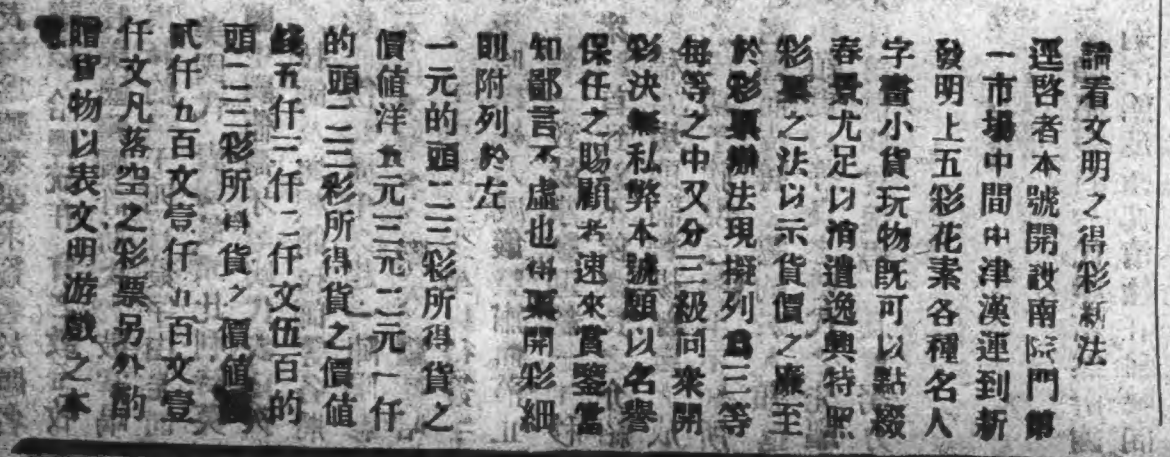 請看文明之得彩新法
逕啓者本號開設南院門第
一市場中間由津漢運到新
發明上五彩花素各種名人
字畫小貨玩物既可以點綴
春景尤足以消遣逸興特照
彩票之法以示貨價之廉至
於彩票辦法現擬列爲三等
每等之中又分三級同來開
彩決無私弊本號願以名譽
保任之賜顧者速來賞鑒當
知鄙言不虛也得票開彩細
則附列於左
一元的頭二三彩所得貨之
價値洋五元三元二元一仟
的頭二三彩所得貨之價値
錢五仟三仟二仟文伍百的
頭二三彩所得貨之價値
貳仟九百文壹仟五百文壹
仟文凡落空之彩票另外酌
贈貨物以表文明游戲之本
意